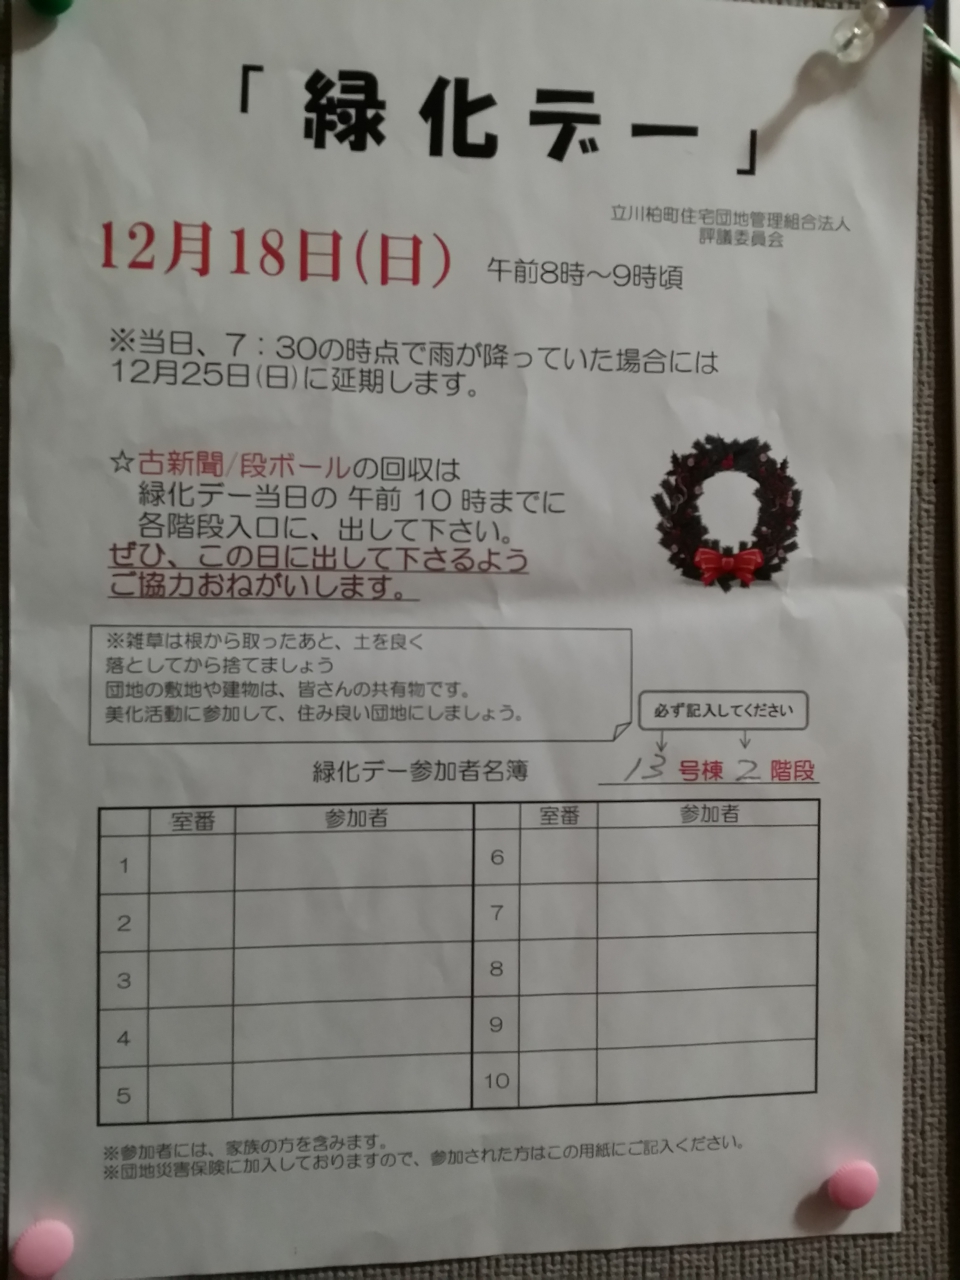 「緑化デー」
立川柏町住宅団地管理組合法人
評議委員会
12月18日(日) 午前8時～9時頃
※当日、7：30の時点で雨が降っていた場合には
12月25日(日)に延期します。
☆古新聞/段ボールの回収は
緑化デー当日の 午前 10 時までに
各階段入口に、出して下さい。
ぜひ、この日に出して下さるよう
ご協力おねがいします。
※雑草は根から取ったあと、土を良く
落としてから捨てましょう
団地の敷地や建物は、皆さんの共有物です。
美化活動に参加して、住み良い団地にしましょう。
必ず記入してください
緑化デー参加者名簿 13 号棟 2 階段
室番 参加者 室番 参加者
1 6
2 7
3 8
4 9
5 10
※参加者には、家族の方を含みます。
※団地災害保険に加入しておりますので、参加された方はこの用紙にご記入ください。